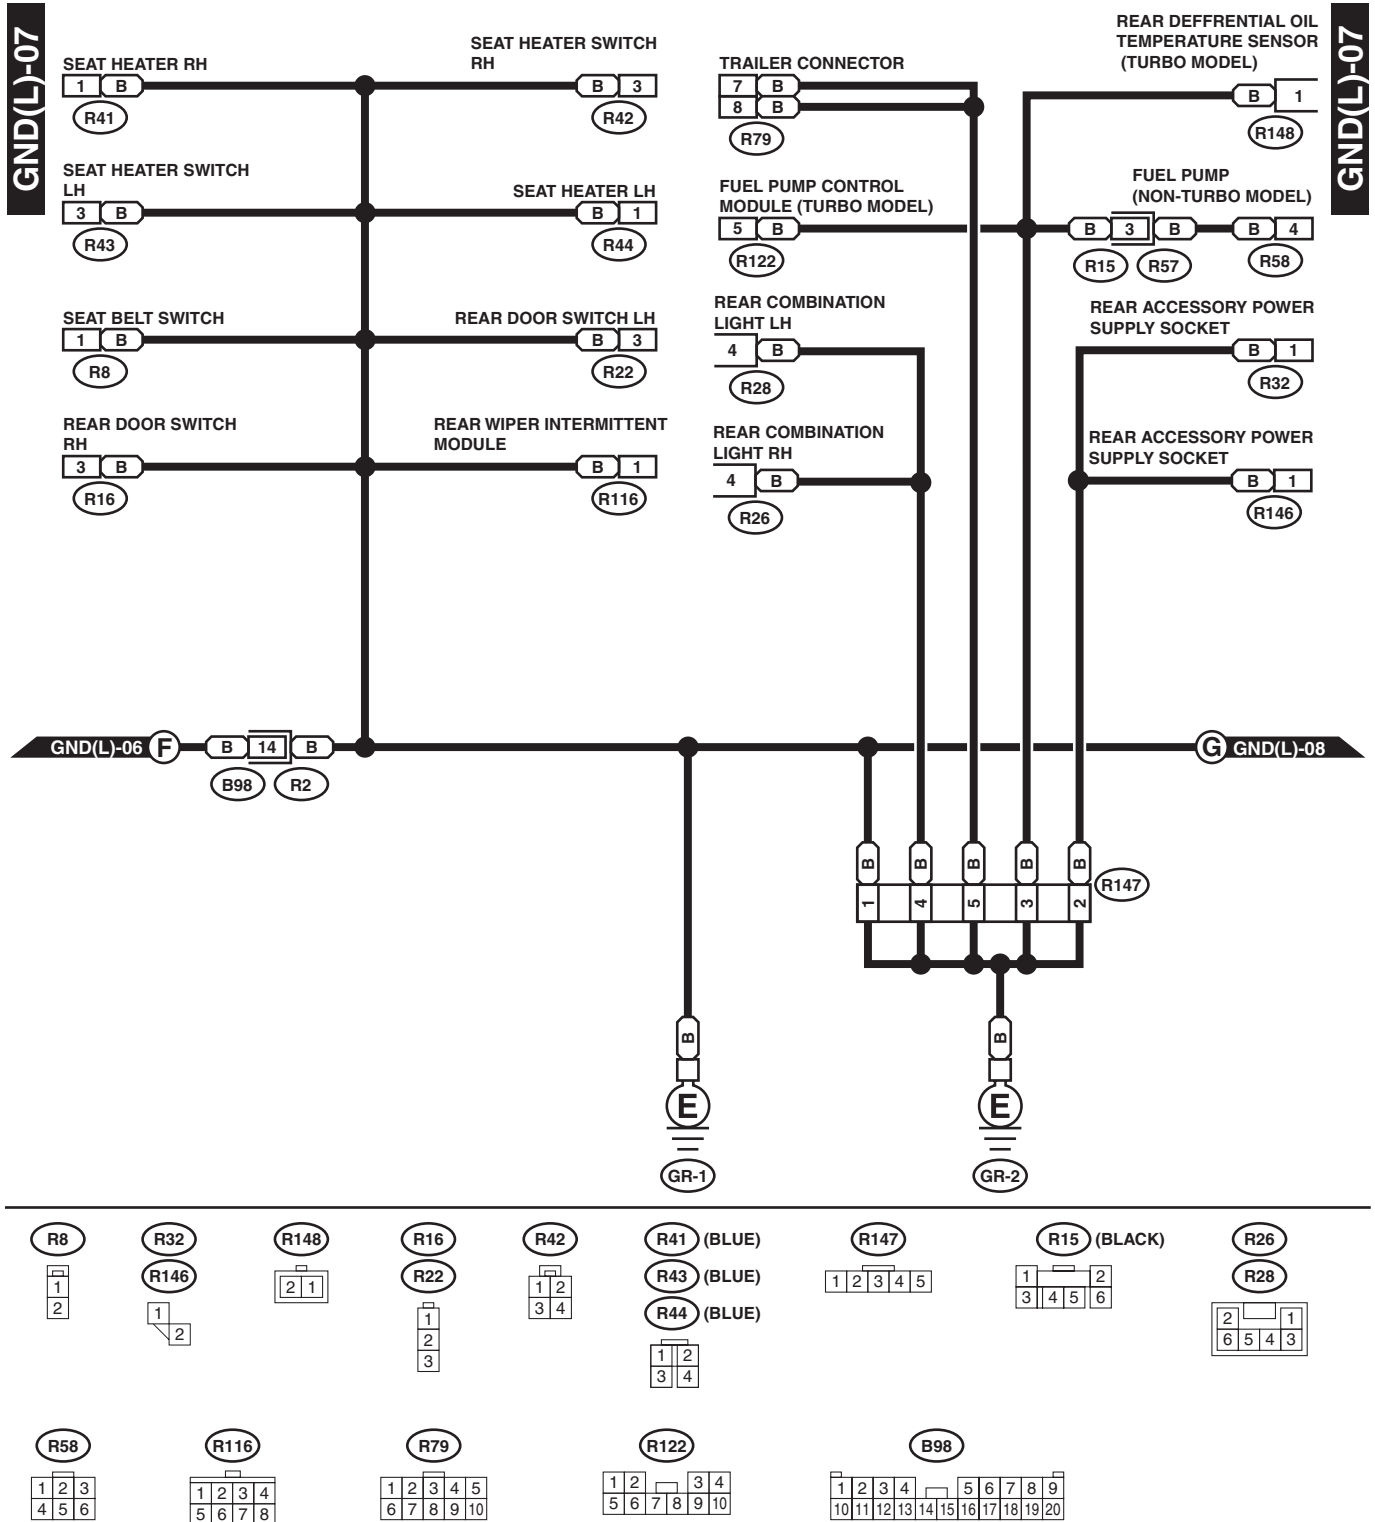 GND(L)-07
GND(L)-07
SEAT HEATER RH
1 B
R41
SEAT HEATER SWITCH
RH
B 3
R42
SEAT HEATER SWITCH
LH
3 B
R43
SEAT HEATER LH
B 1
R44
SEAT BELT SWITCH
1 B
R8
REAR DOOR SWITCH LH
B 3
R22
REAR DOOR SWITCH
RH
3 B
R16
REAR WIPER INTERMITTENT
MODULE
B 1
R116
TRAILER CONNECTOR
7 B
8 B
R79
FUEL PUMP CONTROL
MODULE (TURBO MODEL)
5 B
R122
REAR COMBINATION
LIGHT LH
4 B
R28
REAR COMBINATION
LIGHT RH
4 B
R26
REAR DEFFRENTIAL OIL
TEMPERATURE SENSOR
(TURBO MODEL)
B 1
R148
FUEL PUMP
(NON-TURBO MODEL)
B 3 B B 4
R15 R57 R58
REAR ACCESSORY POWER
SUPPLY SOCKET
B 1
R32
REAR ACCESSORY POWER
SUPPLY SOCKET
B 1
R146
GND(L)-06 F B 14 B G GND(L)-08
B98 R2
B B B B B
1 4 5 3 2 R147
B B
E E
GR-1 GR-2
R8 R32 R148 R16 R42 R41 (BLUE) R147 R15 (BLACK) R26
R146 R22 R43 (BLUE) R28
R44 (BLUE)
1
2
1
2
2 1
1
2
3
1 2
3 4
1 2
3 4
1 2 3 4 5
1 2
3 4 5 6
2 1
6 5 4 3
R58 R116 R79 R122 B98
1 2 3
4 5 6
1 2 3 4
5 6 7 8
1 2 3 4 5
6 7 8 9 10
1 2 3 4
5 6 7 8 9 10
1 2 3 4 5 6 7 8 9
10 11 12 13 14 15 16 17 18 19 20